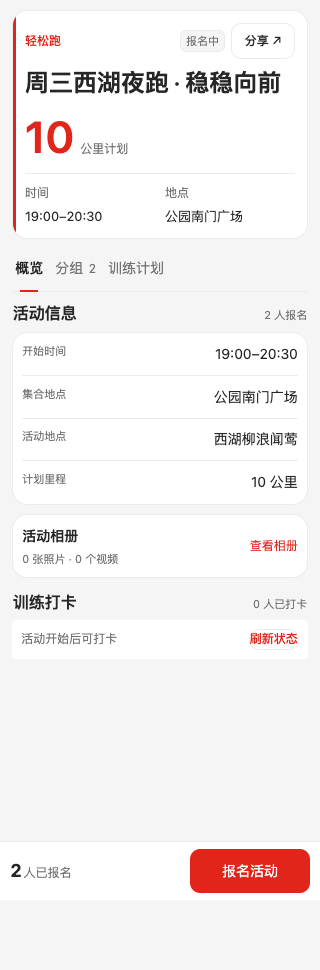 轻松跑
报名中
分享 ↗
周三西湖夜跑 · 稳稳向前
10 公里计划
时间
地点
19:00–20:30
公园南门广场
概览 分组 2 训练计划
活动信息
2 人报名
开始时间
19:00–20:30
集合地点
公园南门广场
活动地点
西湖柳浪闻莺
计划里程
10 公里
活动相册
0 张照片 · 0 个视频
查看相册
训练打卡
0 人已打卡
活动开始后可打卡
刷新状态
2 人已报名
报名活动